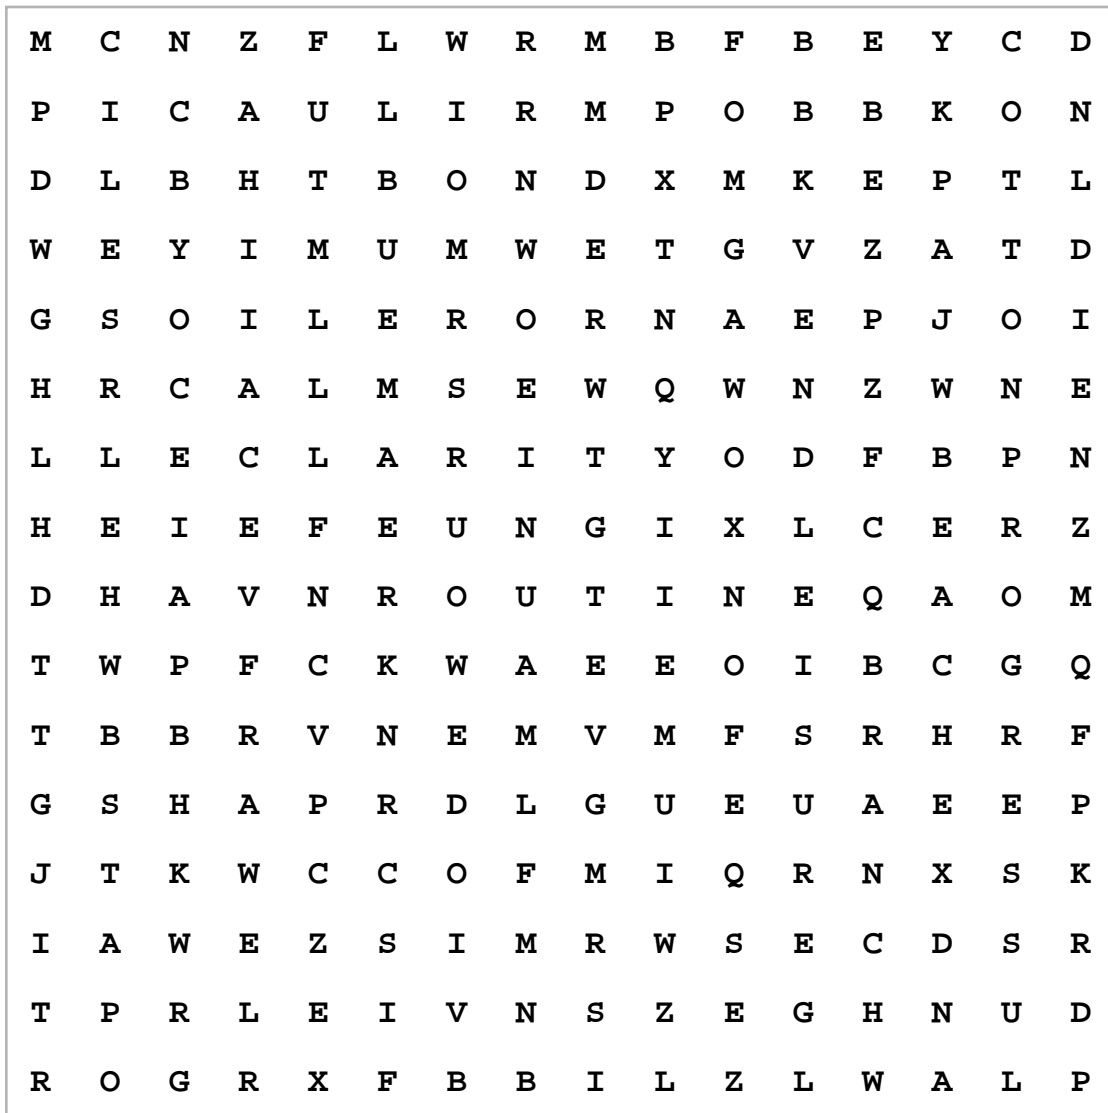 M C N Z F L W R M B F B E Y C D
P I C A U L I R M P O B B K O N
D L B H T B O N D X M K E P T L
W E Y I M U M W E T G V Z A T D
G S O I L E R O R N A E P J O I
H R C A L M S E W Q W N Z W N E
L L E C L A R I T Y O D F B P N
H E I E F E U N G I X L C E R Z
D H A V N R O U T I N E Q A O M
T W P F C K W A E E O I B C G Q
T B B R V N E M V M F S R H R F
G S H A P R D L G U E U A E E P
J T K W C C O F M I Q R N X S K
I A W E Z S I M R W S E C D S R
T P R L E I V N S Z E G H N U D
R O G R X F B B I L Z L W A L P